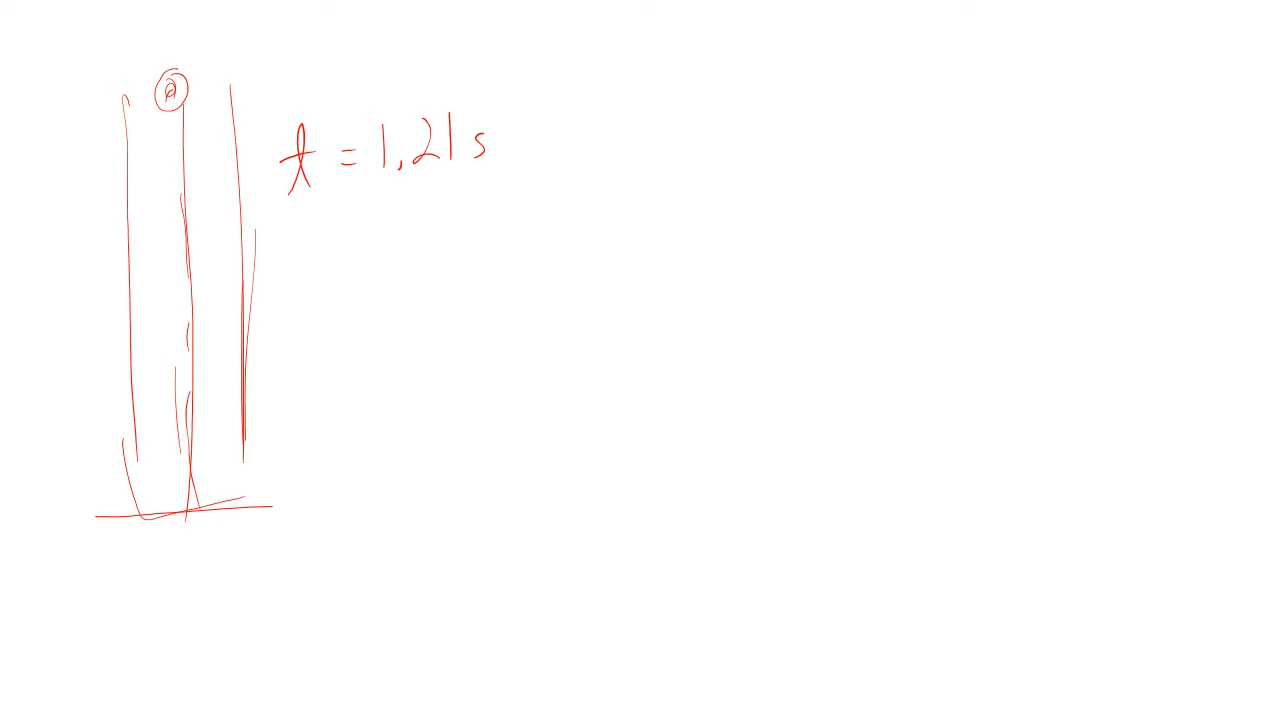 t = 1,21 s